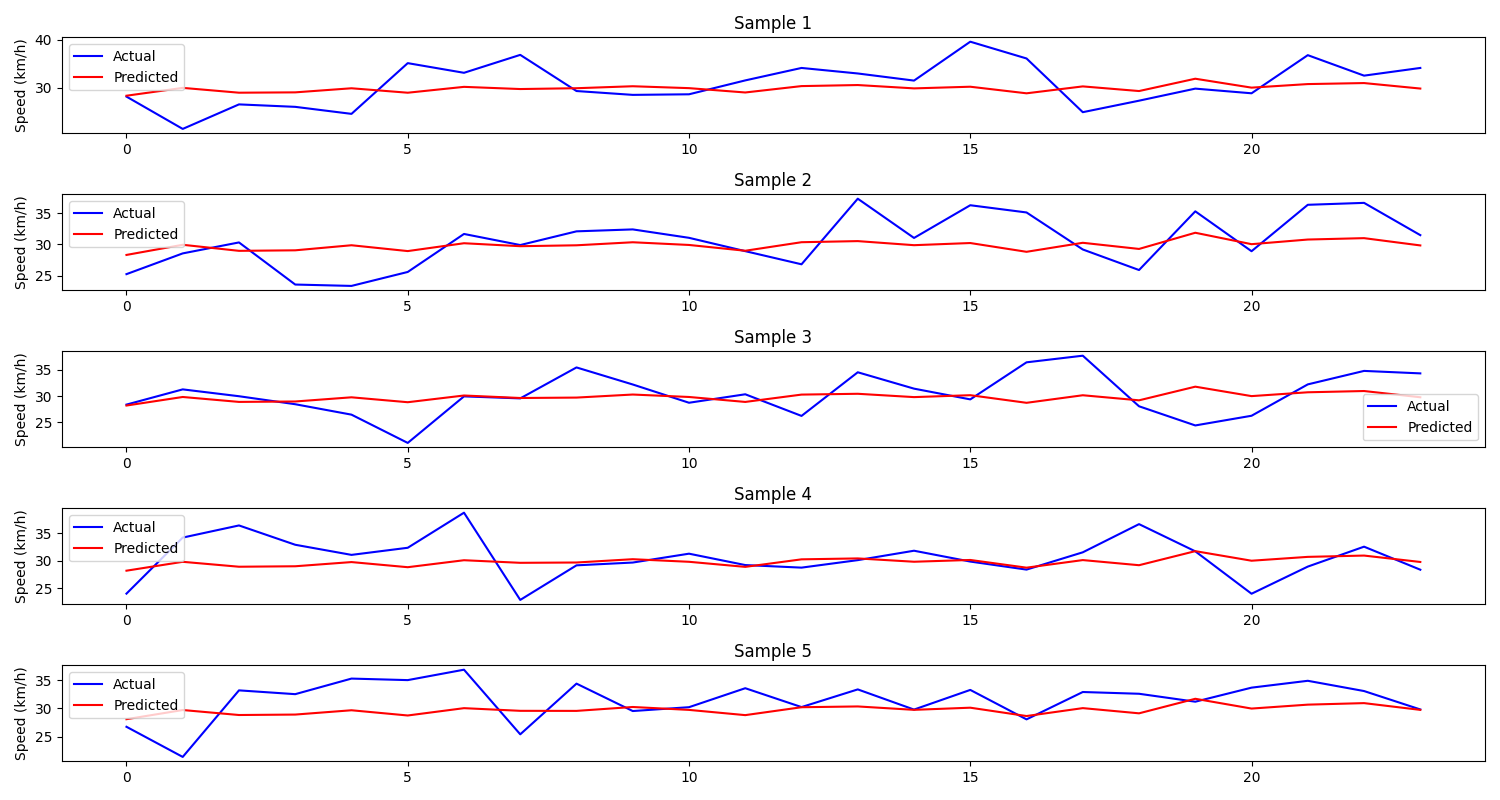 Sample 1
Speed (km/h)
40
30
Actual
Predicted
0 5 10 15 20
Sample 2
Speed (km/h)
35
30
25
Actual
Predicted
0 5 10 15 20
Sample 3
Speed (km/h)
35
30
25
Actual
Predicted
0 5 10 15 20
Sample 4
Speed (km/h)
35
30
25
Actual
Predicted
0 5 10 15 20
Sample 5
Speed (km/h)
35
30
25
Actual
Predicted
0 5 10 15 20